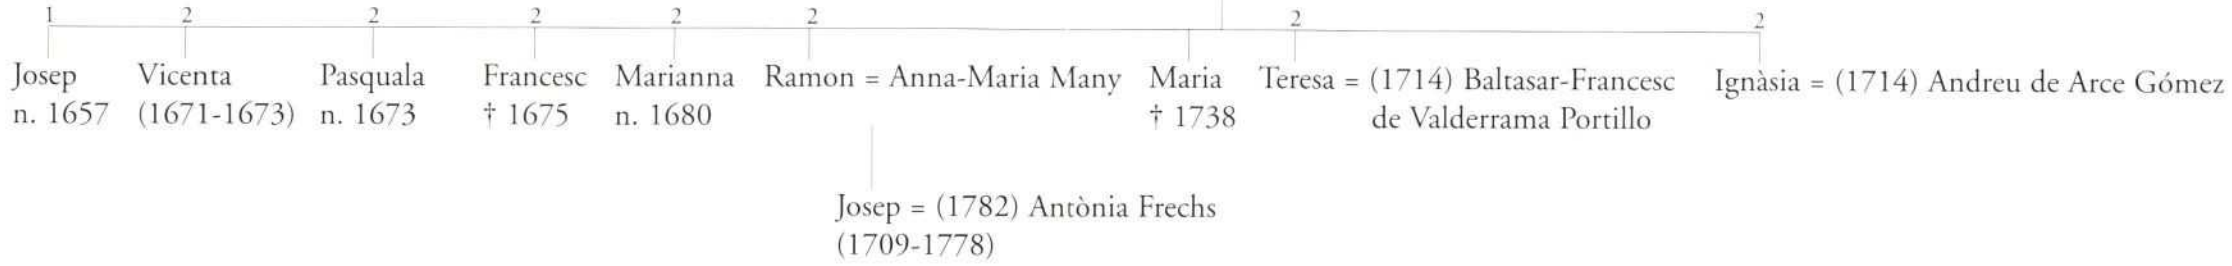 1 2 2 2 2 2 2 2
Josep Vicenta Pasquala Francesc Marianna Ramon = Anna-Maria Many Maria Teresa = (1714) Baltasar-Francesc Ignàsia = (1714) Andreu de Arce Gómez
n. 1657 (1671-1673) n. 1673 † 1675 n. 1680 † 1738 de Valderrama Portillo
Josep = (1782) Antònia Frechs
(1709-1778)